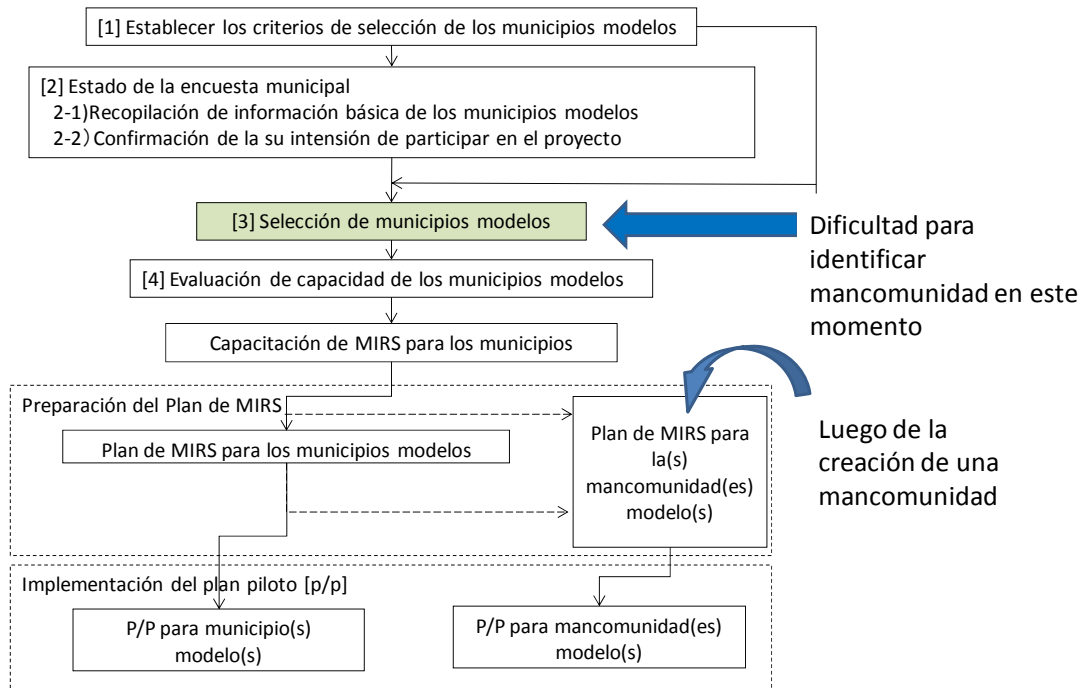 [1] Establecer los criterios de selección de los municipios modelos
[2] Estado de la encuesta municipal
2-1)Recopilación de información básica de los municipios modelos
2-2) Confirmación de la su intensión de participar en el proyecto
[3] Selección de municipios modelos
Dificultad para
identificar
mancomunidad en este
momento
[4] Evaluación de capacidad de los municipios modelos
Capacitación de MIRS para los municipios
Preparación del Plan de MIRS
Plan de MIRS para los municipios modelos
Plan de MIRS para
la(s)
mancomunidad(es)
modelo(s)
Luego de la
creación de una
mancomunidad
Implementación del plan piloto [p/p]
P/P para municipio(s)
modelo(s)
P/P para mancomunidad(es)
modelo(s)